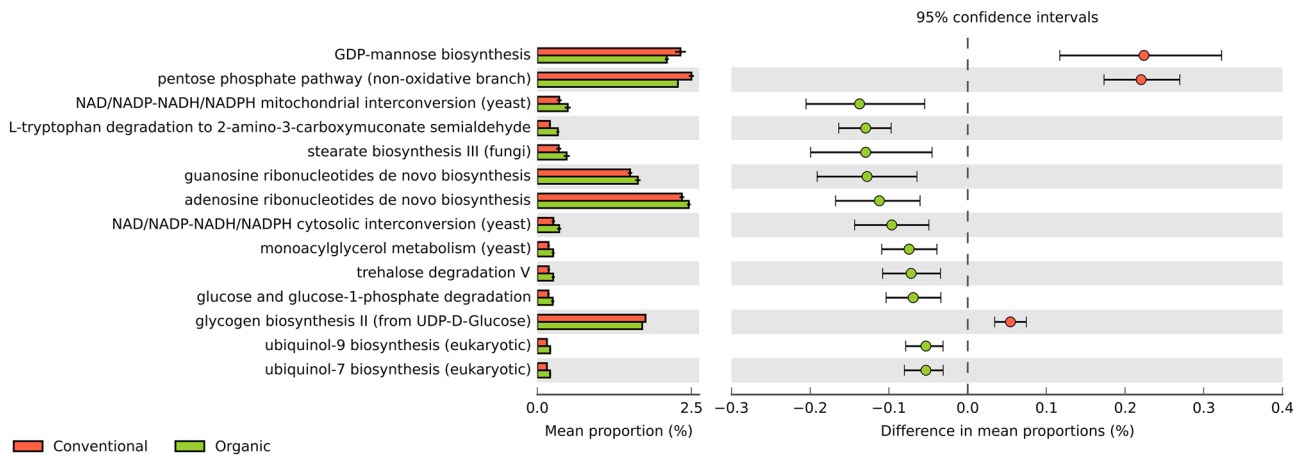 95% confidence intervals
GDP-mannose biosynthesis
pentose phosphate pathway (non-oxidative branch)
NAD/NADP-NADH/NADPH mitochondrial interconversion (yeast)
L-tryptophan degradation to 2-amino-3-carboxymuconate semialdehyde
stearate biosynthesis III (fungi)
guanosine ribonucleotides de novo biosynthesis
adenosine ribonucleotides de novo biosynthesis
NAD/NADP-NADH/NADPH cytosolic interconversion (yeast)
monoacylglycerol metabolism (yeast)
trehalose degradation V
glucose and glucose-1-phosphate degradation
glycogen biosynthesis II (from UDP-D-Glucose)
ubiquinol-9 biosynthesis (eukaryotic)
ubiquinol-7 biosynthesis (eukaryotic)
0.0 2.5 −0.3 −0.2 −0.1 0.0 0.1 0.2 0.3 0.4
Mean proportion (%) Difference in mean proportions (%)
Conventional Organic